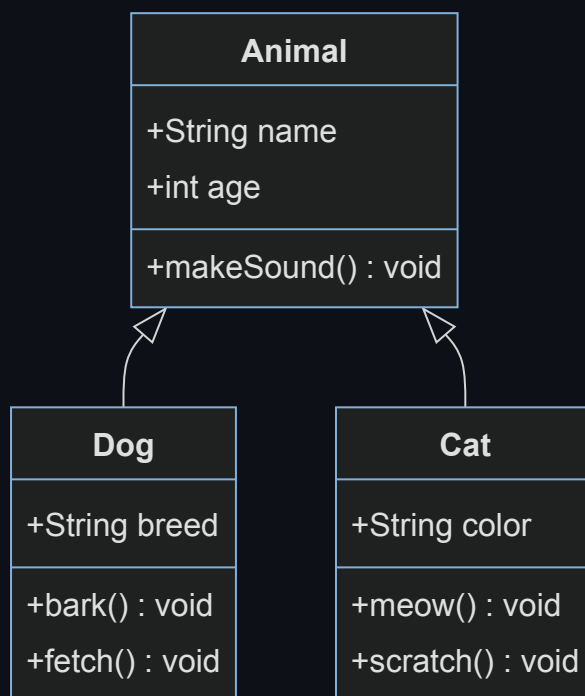 Animal
+String name
+int age
+makeSound() : void
Dog
+String breed
+bark() : void
+fetch() : void
Cat
+String color
+meow() : void
+scratch() : void